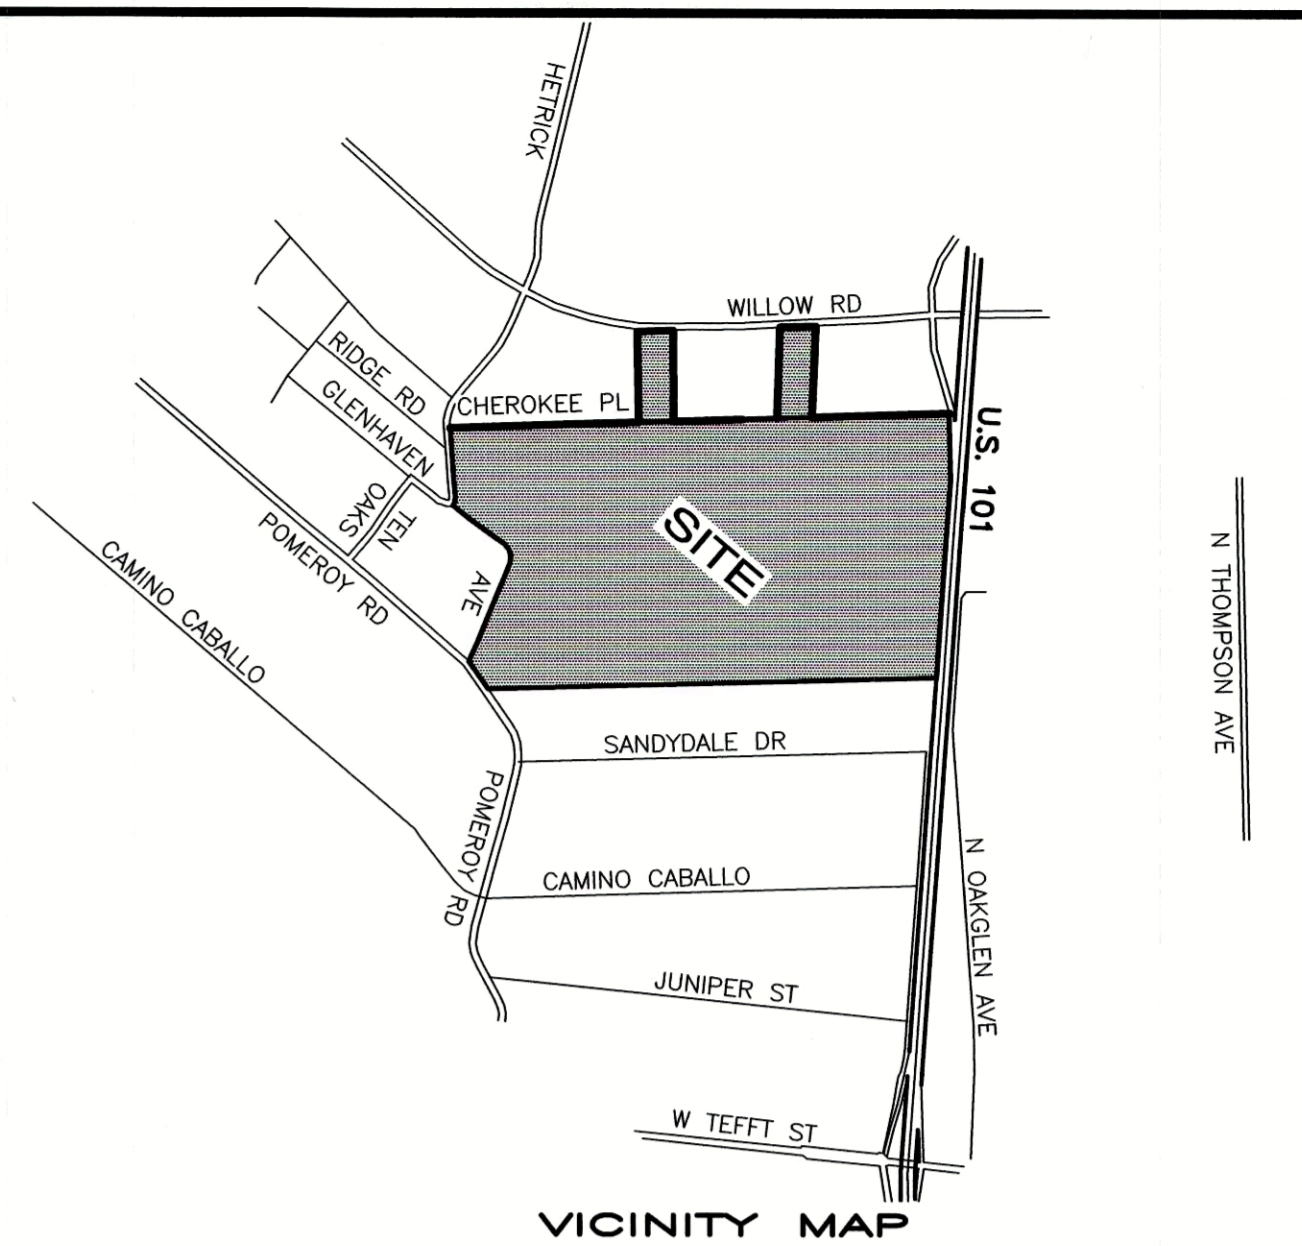 HETRICK
WILLOW RD
RIDGE RD
GLENHAVEN
CHEROKEE PL
U.S. 101
TEN
OAKS
AVE
SITE
POMEROY RD
CAMINO CABALLO
N THOMPSON AVE
SANDYDALE DR
POMEROY RD
CAMINO CABALLO
N OAKGLEN AVE
JUNIPER ST
W TEFFT ST
VICINITY MAP